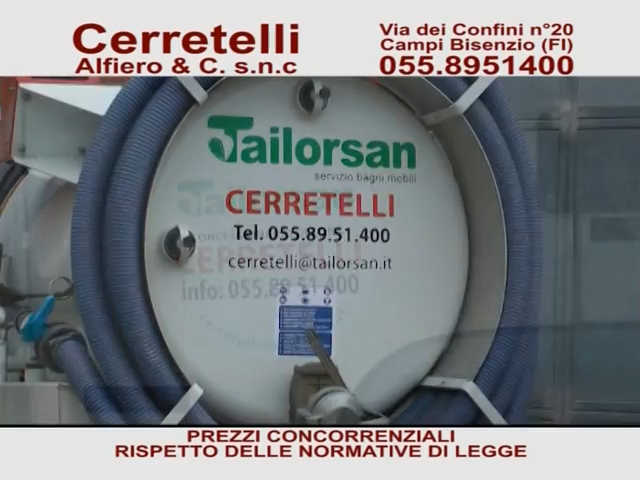 Cerretelli
Alfiero & C. s.n.c
Via dei Confini n°20
Campi Bisenzio (FI)
055.8951400
Tailorsan
servizio bagni mobili
CERRETELLI
Tel. 055.89.51.400
cerretelli@tailorsan.it
CERRETELLI
info: 055.89.51.400
PREZZI CONCORRENZIALI
RISPETTO DELLE NORMATIVE DI LEGGE